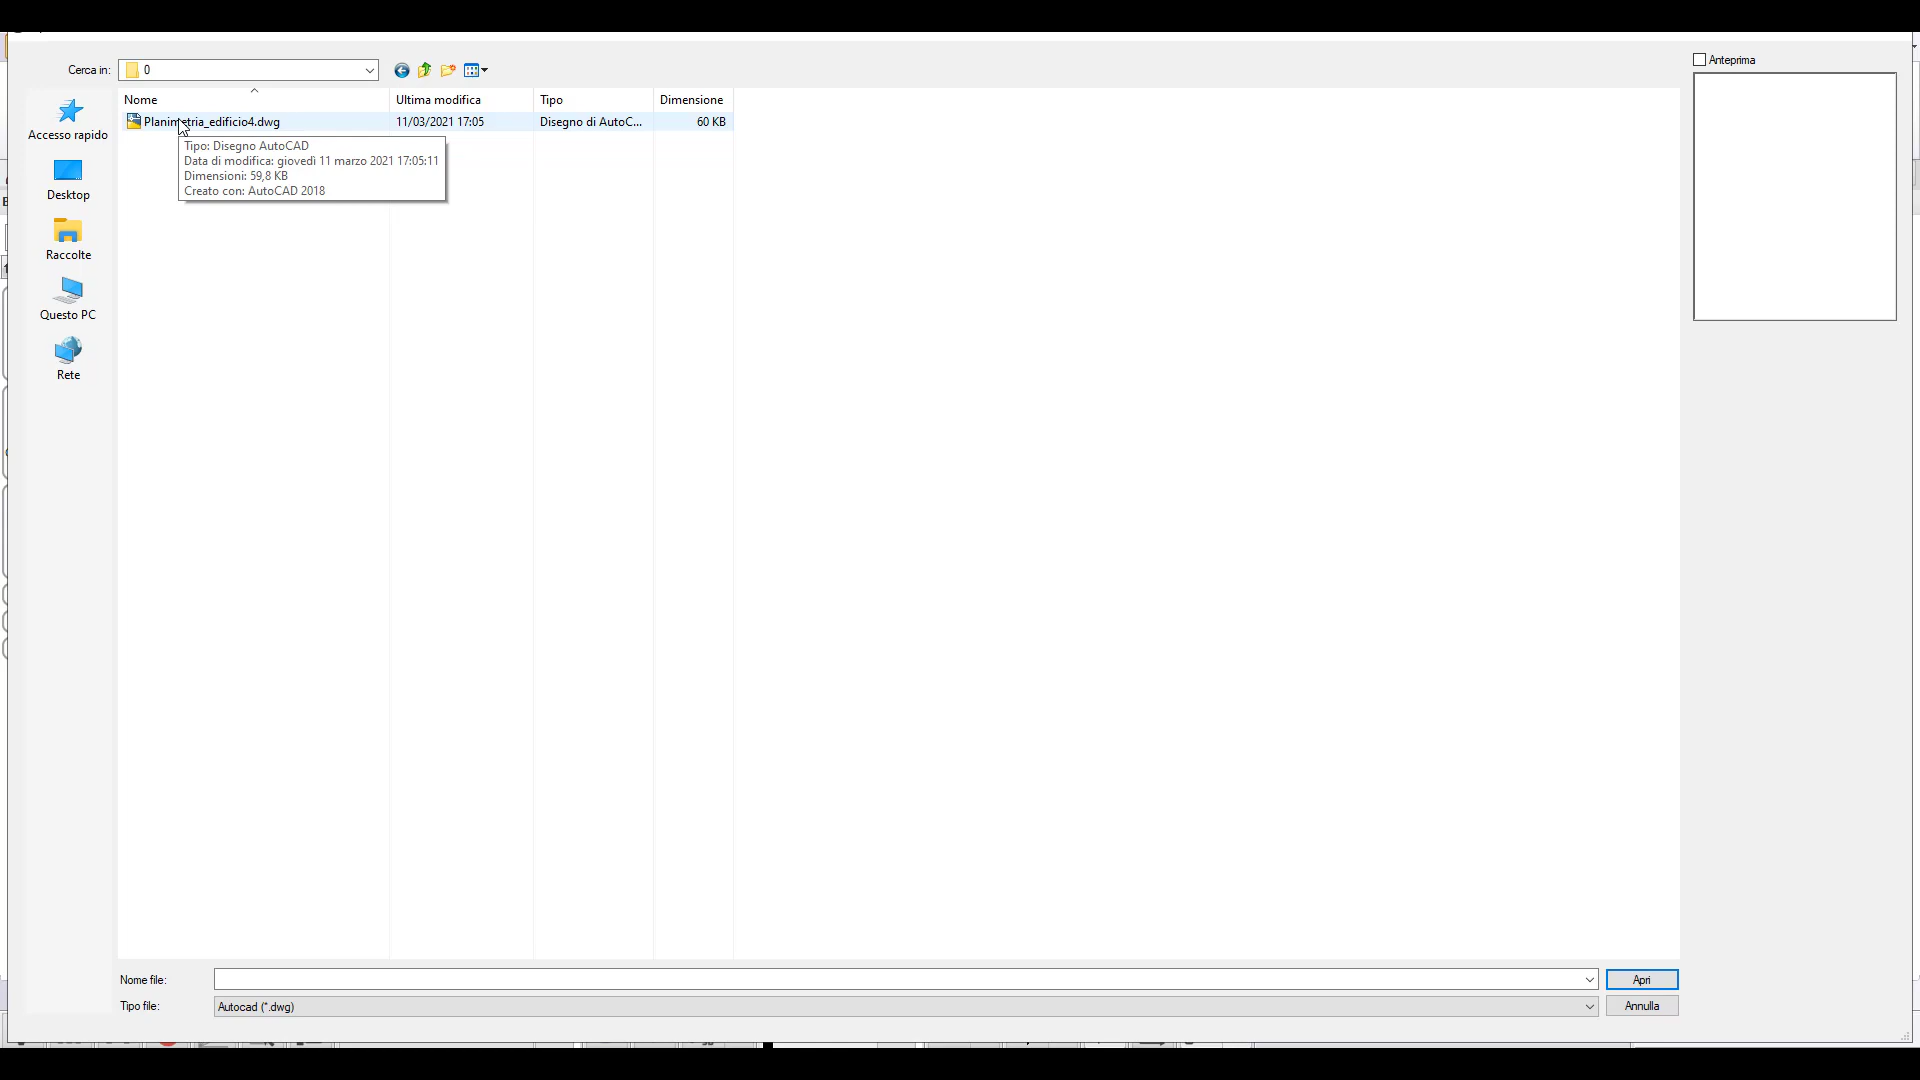 Cerca in: 0
Anteprima
Nome Ultima modifica Tipo Dimensione
Planimetria_edificio4.dwg 11/03/2021 17:05 Disegno di AutoC... 60 KB
Tipo: Disegno AutoCAD
Data di modifica: giovedì 11 marzo 2021 17:05:11
Dimensioni: 59,8 KB
Creato con: AutoCAD 2018
Accesso rapido
Desktop
Raccolte
Questo PC
Rete
Nome file: Apri
Tipo file: Autocad (*.dwg) Annulla